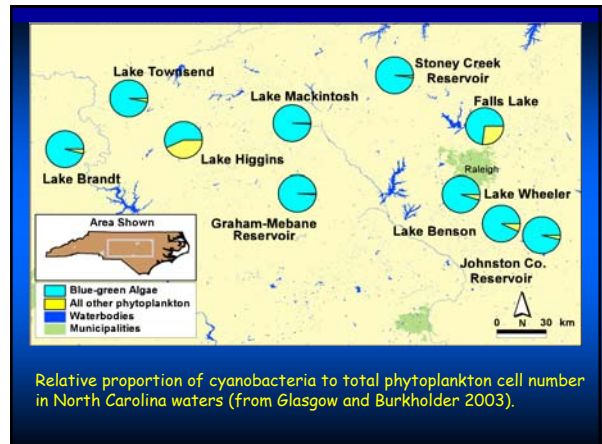 Stoney Creek
Reservoir
Lake Townsend
Lake Mackintosh
Falls Lake
Lake Higgins
Raleigh
Lake Brandt
Lake Wheeler
Graham-Mebane
Reservoir
Lake Benson
Area Shown
Johnston Co.
Reservoir
Blue-green Algae
All other phytoplankton
Waterbodies
Municipalities
0 N 30 km
Relative proportion of cyanobacteria to total phytoplankton cell number
in North Carolina waters (from Glasgow and Burkholder 2003).